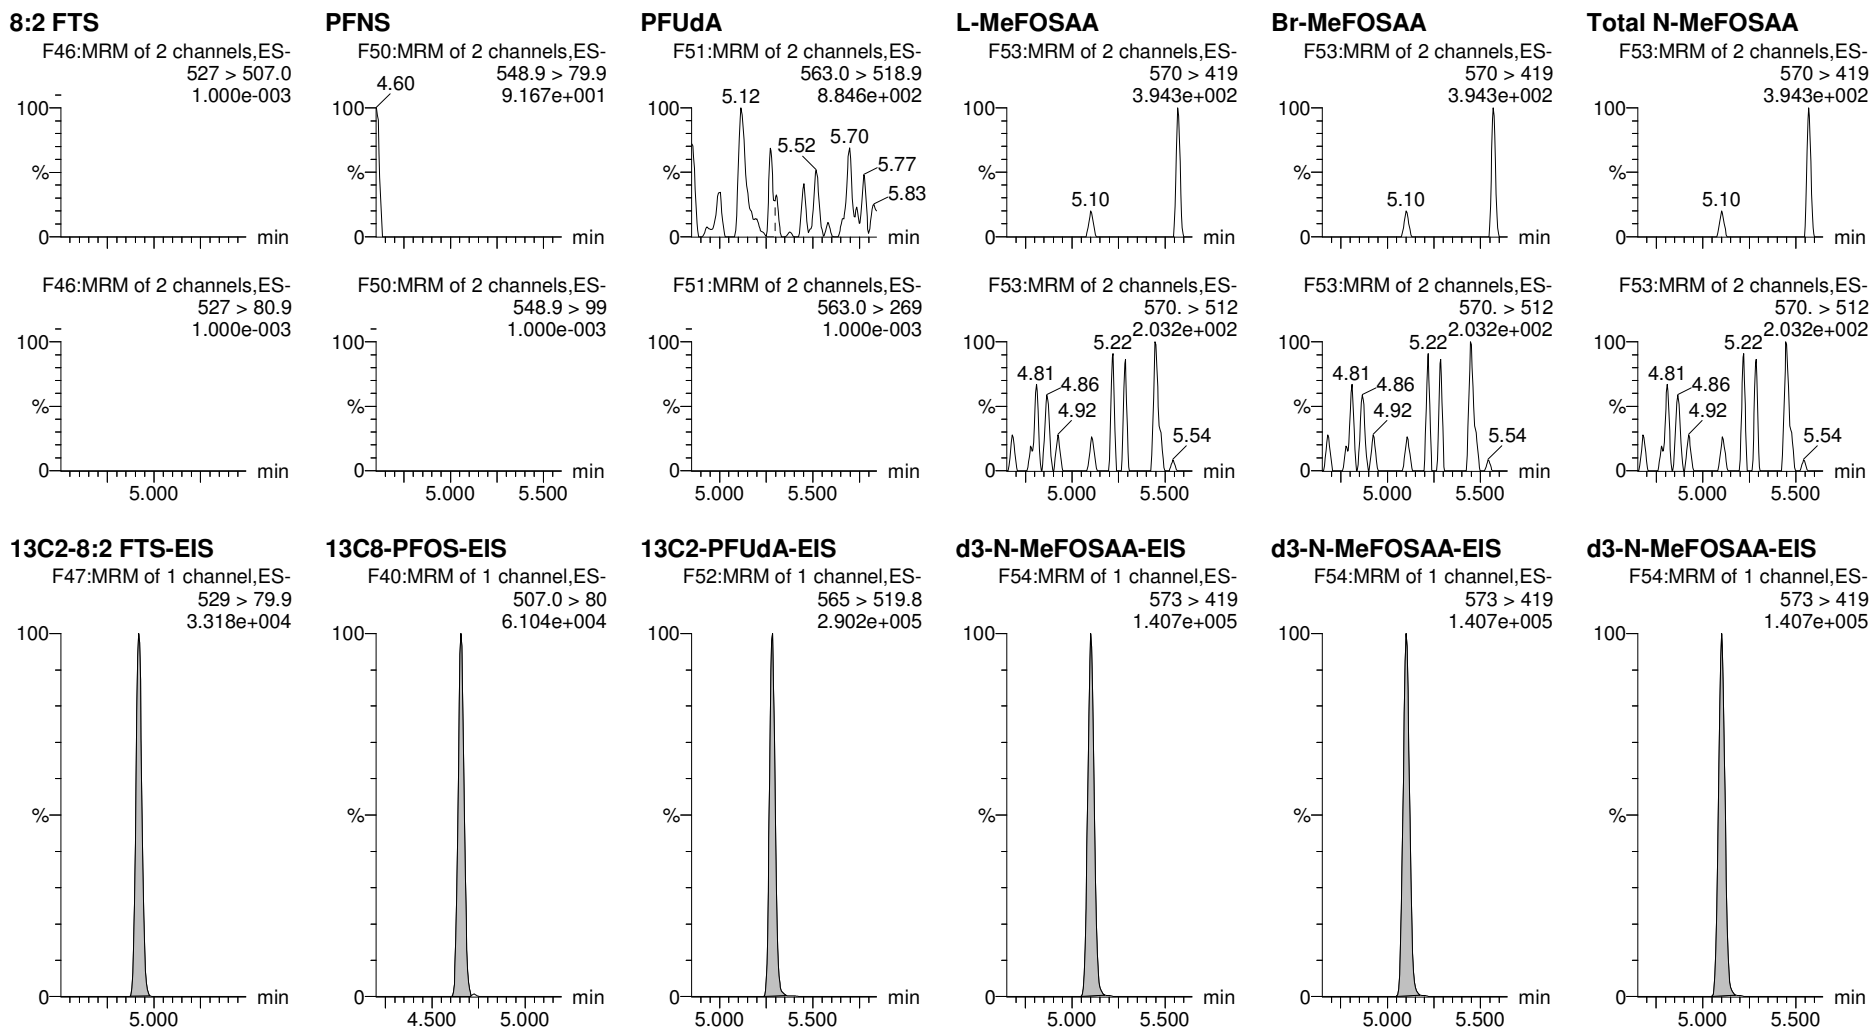 8:2 FTS
F46:MRM of 2 channels,ES-
527 > 507.0
1.000e-003
100
%
0
min
F46:MRM of 2 channels,ES-
527 > 80.9
1.000e-003
100
%
0
min
5.000
PFNS
F50:MRM of 2 channels,ES-
548.9 > 79.9
9.167e+001
4.60
100
%
0
min
F50:MRM of 2 channels,ES-
548.9 > 99
1.000e-003
100
%
0
min
5.000 5.500
PFUdA
F51:MRM of 2 channels,ES-
563.0 > 518.9
8.846e+002
5.12
5.52
5.70
5.77
5.83
100
%
0
min
F51:MRM of 2 channels,ES-
563.0 > 269
1.000e-003
100
%
0
min
5.000 5.500
L-MeFOSAA
F53:MRM of 2 channels,ES-
570 > 419
3.943e+002
100
5.10
%
0
min
F53:MRM of 2 channels,ES-
570. > 512
2.032e+002
5.22
4.81
4.86
4.92
5.54
100
%
0
min
5.000 5.500
Br-MeFOSAA
F53:MRM of 2 channels,ES-
570 > 419
3.943e+002
100
5.10
%
0
min
F53:MRM of 2 channels,ES-
570. > 512
2.032e+002
5.22
4.81
4.86
4.92
5.54
100
%
0
min
5.000 5.500
Total N-MeFOSAA
F53:MRM of 2 channels,ES-
570 > 419
3.943e+002
100
5.10
%
0
min
F53:MRM of 2 channels,ES-
570. > 512
2.032e+002
5.22
4.81
4.86
4.92
5.54
100
%
0
min
5.000 5.500
13C2-8:2 FTS-EIS
F47:MRM of 1 channel,ES-
529 > 79.9
3.318e+004
100
%
0
min
5.000
13C8-PFOS-EIS
F40:MRM of 1 channel,ES-
507.0 > 80
6.104e+004
100
%
0
min
4.500 5.000
13C2-PFUdA-EIS
F52:MRM of 1 channel,ES-
565 > 519.8
2.902e+005
100
%
0
min
5.000 5.500
d3-N-MeFOSAA-EIS
F54:MRM of 1 channel,ES-
573 > 419
1.407e+005
100
%
0
min
5.000 5.500
d3-N-MeFOSAA-EIS
F54:MRM of 1 channel,ES-
573 > 419
1.407e+005
100
%
0
min
5.000 5.500
d3-N-MeFOSAA-EIS
F54:MRM of 1 channel,ES-
573 > 419
1.407e+005
100
%
0
min
5.000 5.500